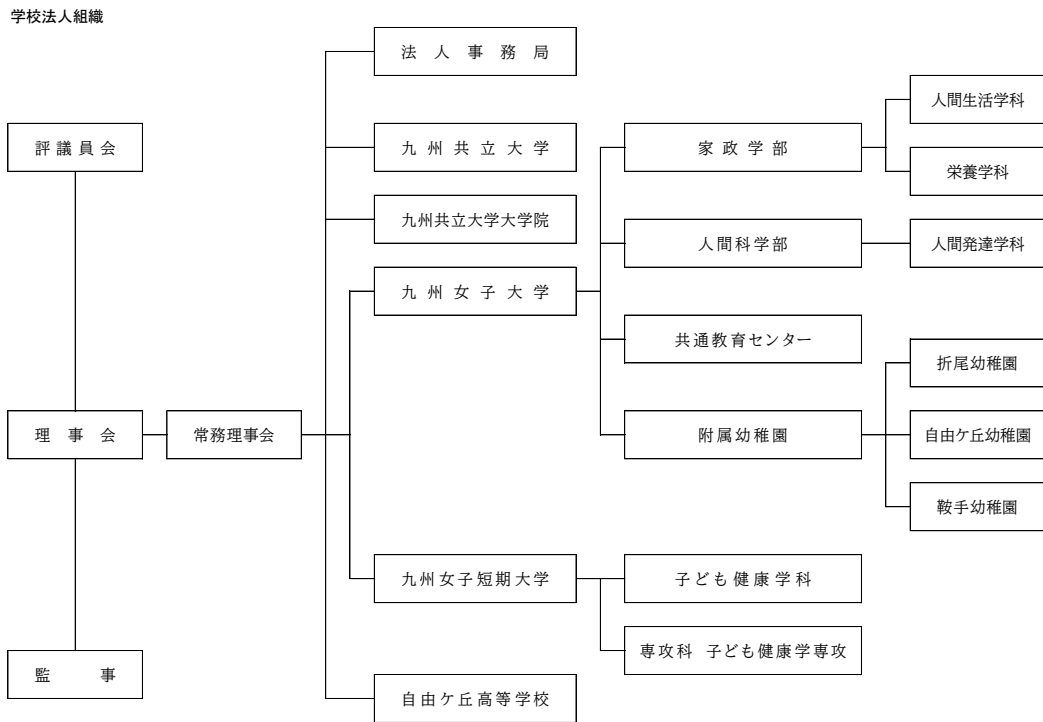 学校法人組織
評議員会
理事会
監事
常務理事会
法人事務局
九州共立大学
九州共立大学大学院
九州女子大学
家政学部
人間生活学科
栄養学科
人間科学部
人間発達学科
共通教育センター
附属幼稚園
折尾幼稚園
自由ケ丘幼稚園
鞍手幼稚園
九州女子短期大学
子ども健康学科
専攻科 子ども健康学専攻
自由ケ丘高等学校